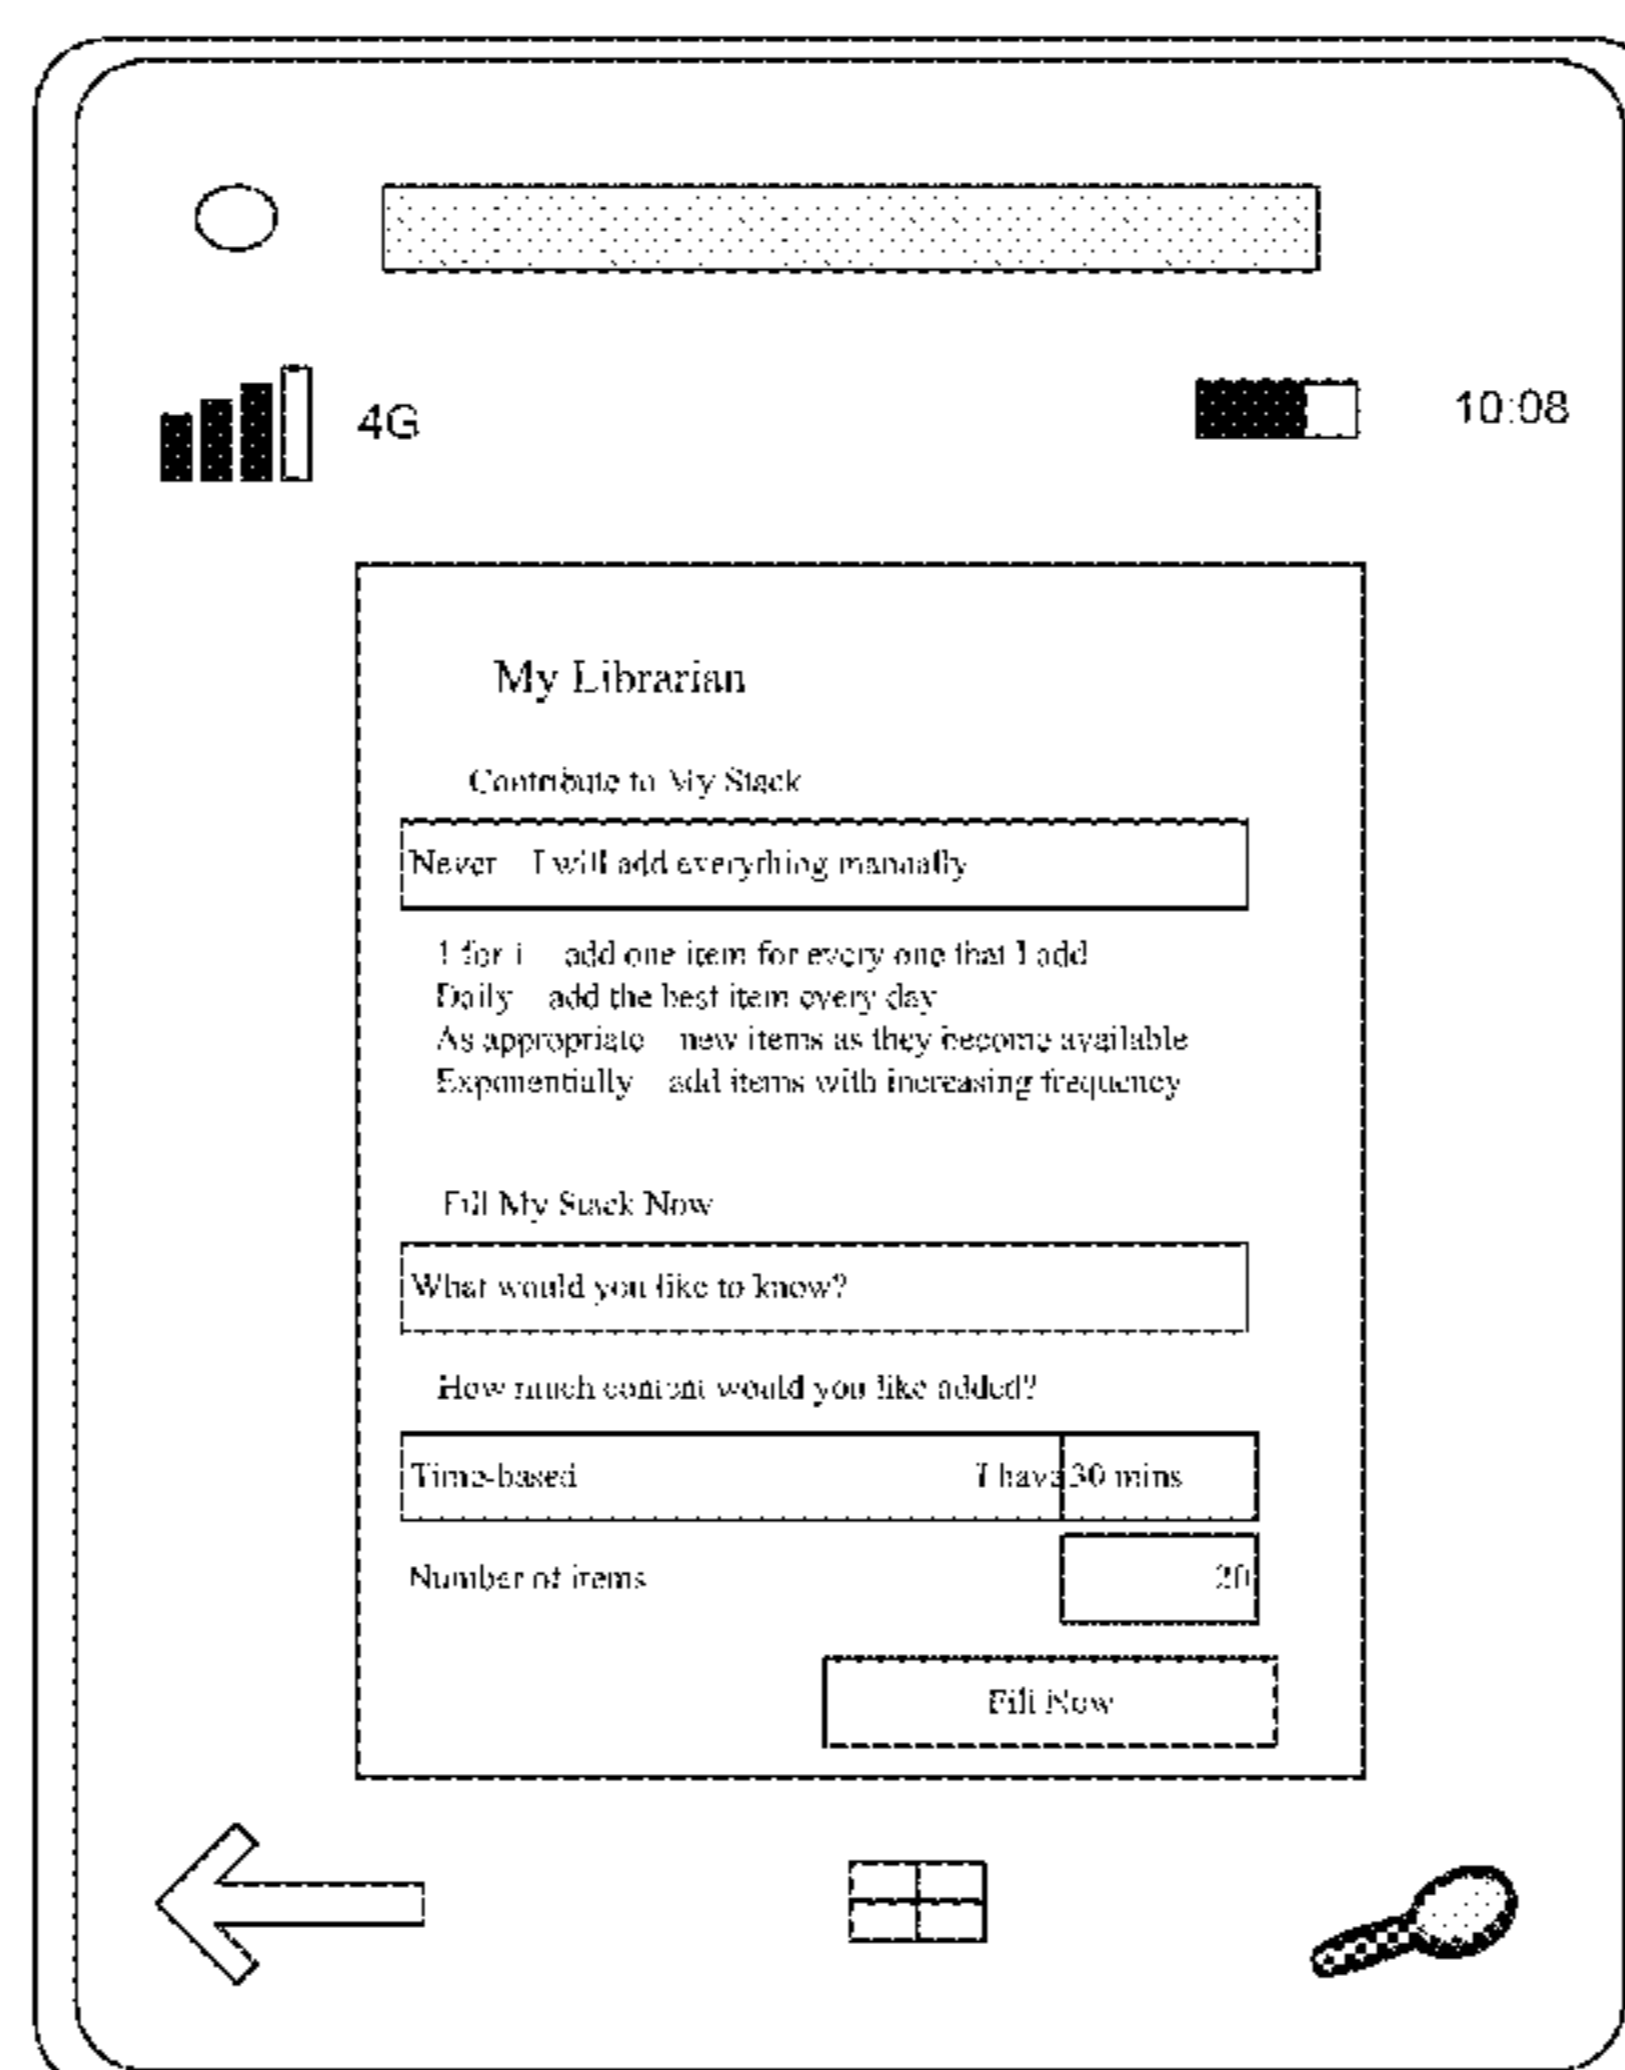 4G 10:08
My Librarian
Contribute to My Stack
Never I will add everything manually
1 for 1 add one item for every one that I add
Daily add the best item every day
As appropriate new items as they become available
Exponentially add items with increasing frequency
Fill My Stack Now
What would you like to know?
How much content would you like added?
Time-based I have 30 mins
Number of items 20
Fill Now